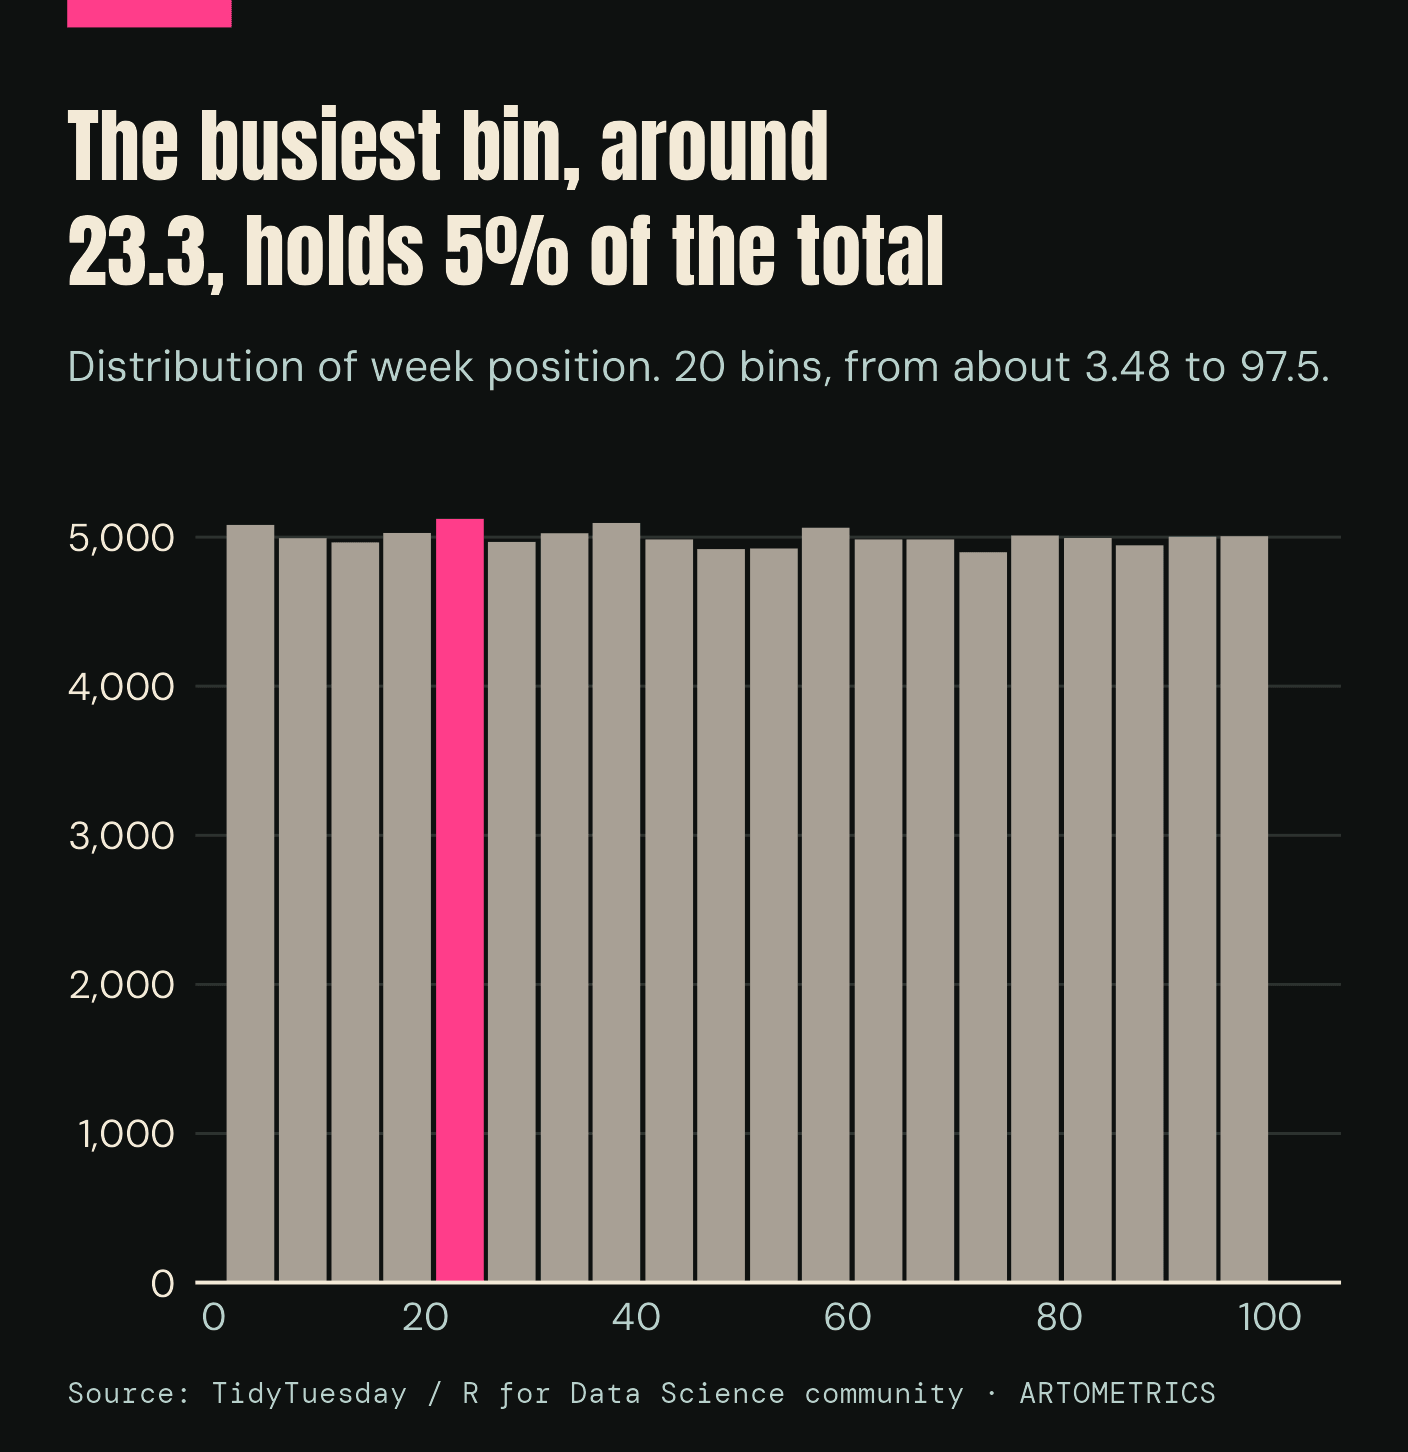 The busiest bin, around
23.3, holds 5% of the total
Distribution of week position. 20 bins, from about 3.48 to 97.5.
5,000
4,000
3,000
2,000
1,000
0
0 20 40 60 80 100
Source: TidyTuesday / R for Data Science community · ARTOMETRICS